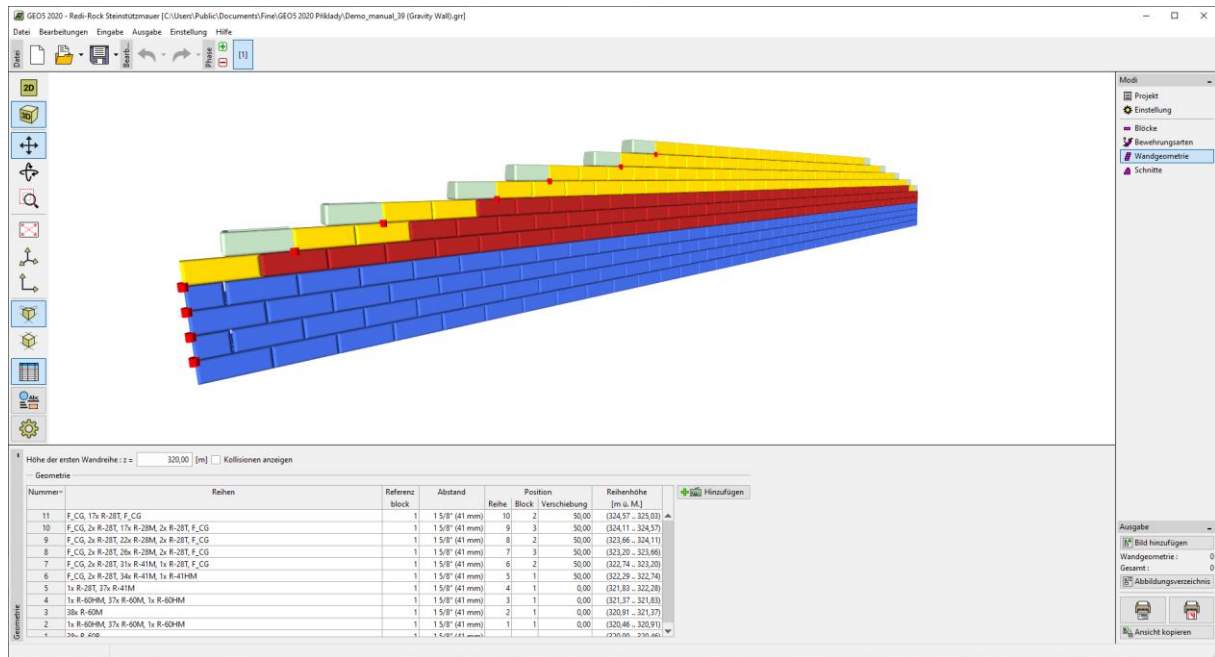 GEO5 2020 - Redi-Rock Steinstützmauer [C:\Users\Public\Documents\Fine\GEO5 2020 Příklady\Demo_manual_39 (Gravity Wall).grr]
Datei Bearbeitungen Eingabe Ausgabe Einstellung Hilfe
Datei
Bearb...
Phase
[1]
2D
3D
Abc
Modi
Projekt
Einstellung
Blöcke
Bewehrungsarten
Wandgeometrie
Schnitte
Höhe der ersten Wandreihe : z = 320,00 [m] Kollisionen anzeigen
Geometrie
Nummer Reihen Referenz block Abstand Position Reihe Block Verschiebung Reihenhöhe [m ü. M.]
Hinzufügen
11 F_CG, 17x R-28T, F_CG 1 1 5/8" (41 mm) 10 2 50,00 (324,57 .. 325,03)
10 F_CG, 2x R-28T, 17x R-28M, 2x R-28T, F_CG 1 1 5/8" (41 mm) 9 3 50,00 (324,11 .. 324,57)
9 F_CG, 2x R-28T, 22x R-28M, 2x R-28T, F_CG 1 1 5/8" (41 mm) 8 2 50,00 (323,66 .. 324,11)
8 F_CG, 2x R-28T, 26x R-28M, 2x R-28T, F_CG 1 1 5/8" (41 mm) 7 3 50,00 (323,20 .. 323,66)
7 F_CG, 2x R-28T, 31x R-41M, 1x R-28T, F_CG 1 1 5/8" (41 mm) 6 2 50,00 (322,74 .. 323,20)
6 F_CG, 2x R-28T, 34x R-41M, 1x R-41HM 1 1 5/8" (41 mm) 5 1 50,00 (322,29 .. 322,74)
5 1x R-28T, 37x R-41M 1 1 5/8" (41 mm) 4 1 0,00 (321,83 .. 322,28)
4 1x R-60HM, 37x R-60M, 1x R-60HM 1 1 5/8" (41 mm) 3 1 0,00 (321,37 .. 321,83)
3 38x R-60M 1 1 5/8" (41 mm) 2 1 0,00 (320,91 .. 321,37)
2 1x R-60HM, 37x R-60M, 1x R-60HM 1 1 5/8" (41 mm) 1 1 0,00 (320,46 .. 320,91)
Geometrie
Ausgabe
Bild hinzufügen
Wandgeometrie : 0
Gesamt : 0
Abbildungsverzeichnis
Ansicht kopieren